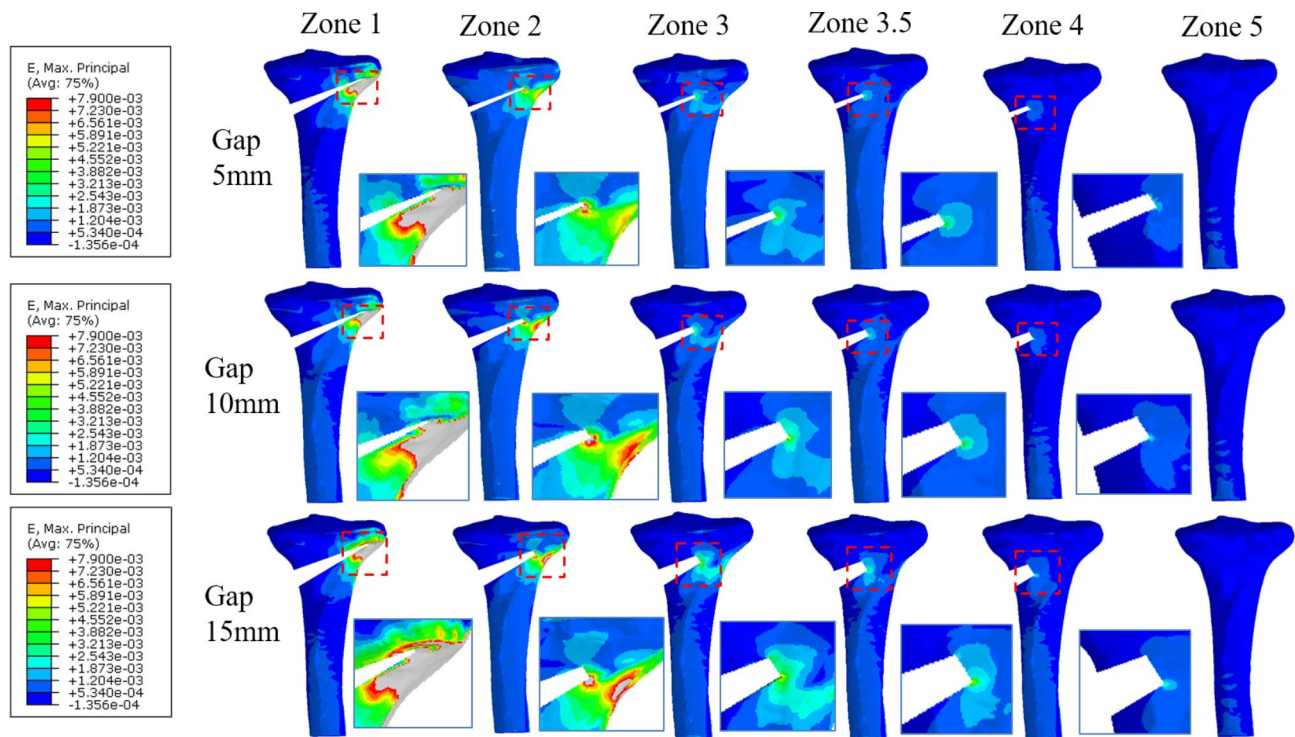 Zone 1 Zone 2 Zone 3 Zone 3.5 Zone 4 Zone 5
E, Max. Principal
(Avg: 75%)
+7.900e-03
+7.230e-03
+6.561e-03
+5.891e-03
+5.221e-03
+4.552e-03
+3.882e-03
+3.213e-03
+2.543e-03
+1.873e-03
+1.204e-03
+5.340e-04
-1.356e-04
Gap
5mm
E, Max. Principal
(Avg: 75%)
+7.900e-03
+7.230e-03
+6.561e-03
+5.891e-03
+5.221e-03
+4.552e-03
+3.882e-03
+3.213e-03
+2.543e-03
+1.873e-03
+1.204e-03
+5.340e-04
-1.356e-04
Gap
10mm
E, Max. Principal
(Avg: 75%)
+7.900e-03
+7.230e-03
+6.561e-03
+5.891e-03
+5.221e-03
+4.552e-03
+3.882e-03
+3.213e-03
+2.543e-03
+1.873e-03
+1.204e-03
+5.340e-04
-1.356e-04
Gap
15mm